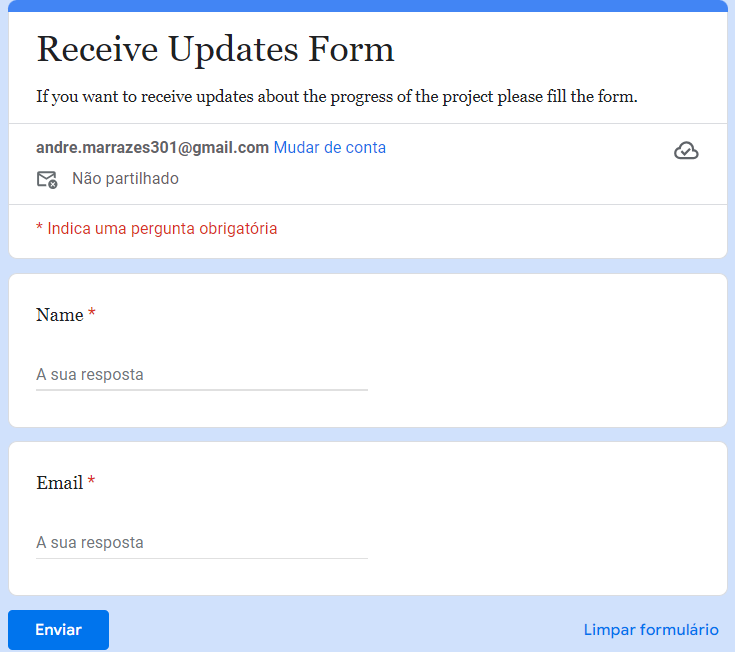 Receive Updates Form
If you want to receive updates about the progress of the project please fill the form.
andre.marrazes301@gmail.com Mudar de conta
Não partilhado
* Indica uma pergunta obrigatória
Name *
A sua resposta
Email *
A sua resposta
Enviar
Limpar formulário